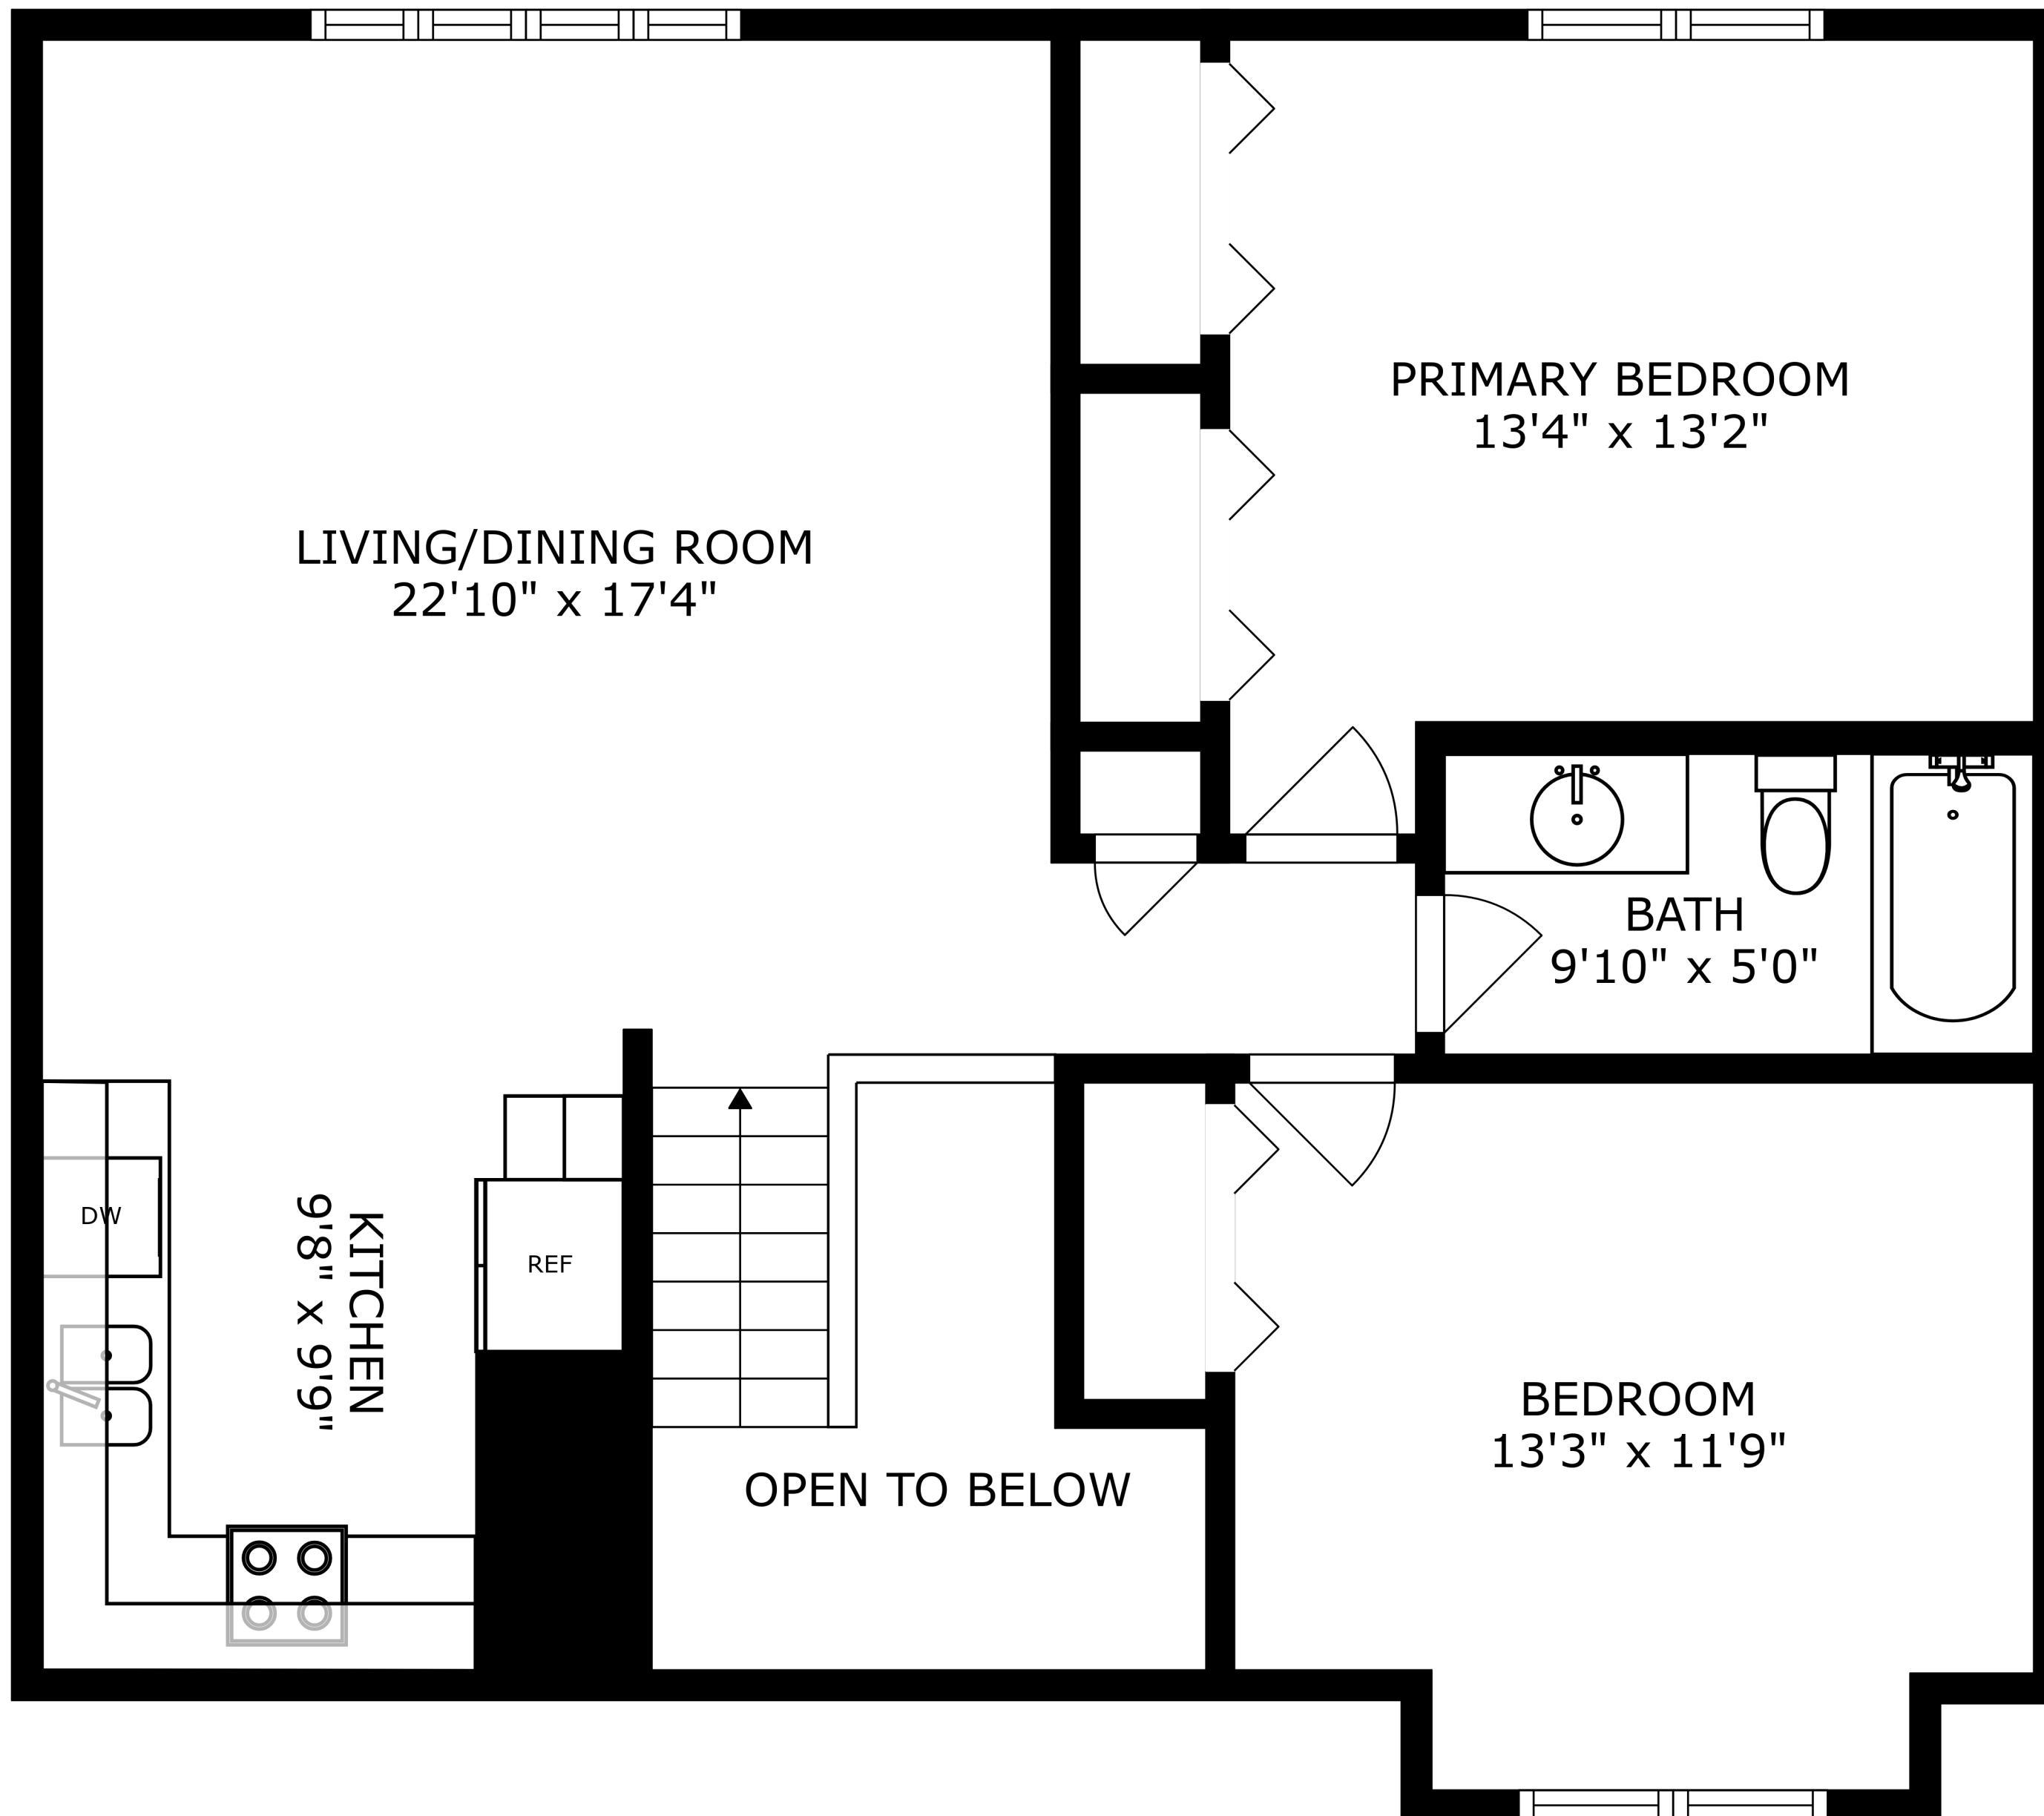 PRIMARY BEDROOM
13'4" x 13'2"
LIVING/DINING ROOM
22'10" x 17'4"
BATH
9'10" x 5'0"
DW
REF
KITCHEN
9'8" x 9'9"
BEDROOM
13'3" x 11'9"
OPEN TO BELOW